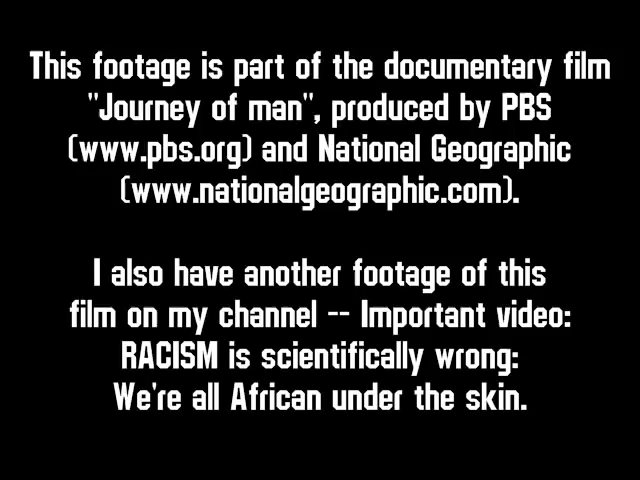 This footage is part of the documentary film
"Journey of man", produced by PBS
(www.pbs.org) and National Geographic
(www.nationalgeographic.com).
I also have another footage of this
film on my channel -- Important video:
RACISM is scientifically wrong:
We're all African under the skin.